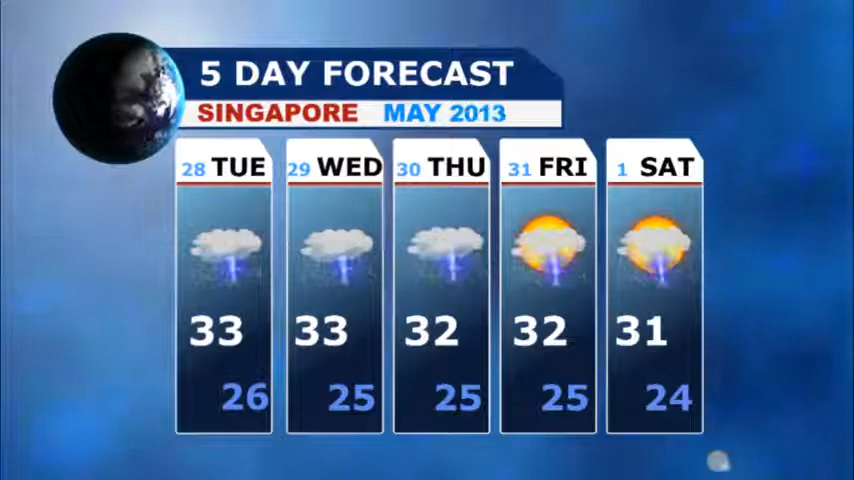 5 DAY FORECAST
SINGAPORE MAY 2013
28 TUE 29 WED 30 THU 31 FRI 1 SAT
33 33 32 32 31
26 25 25 25 24